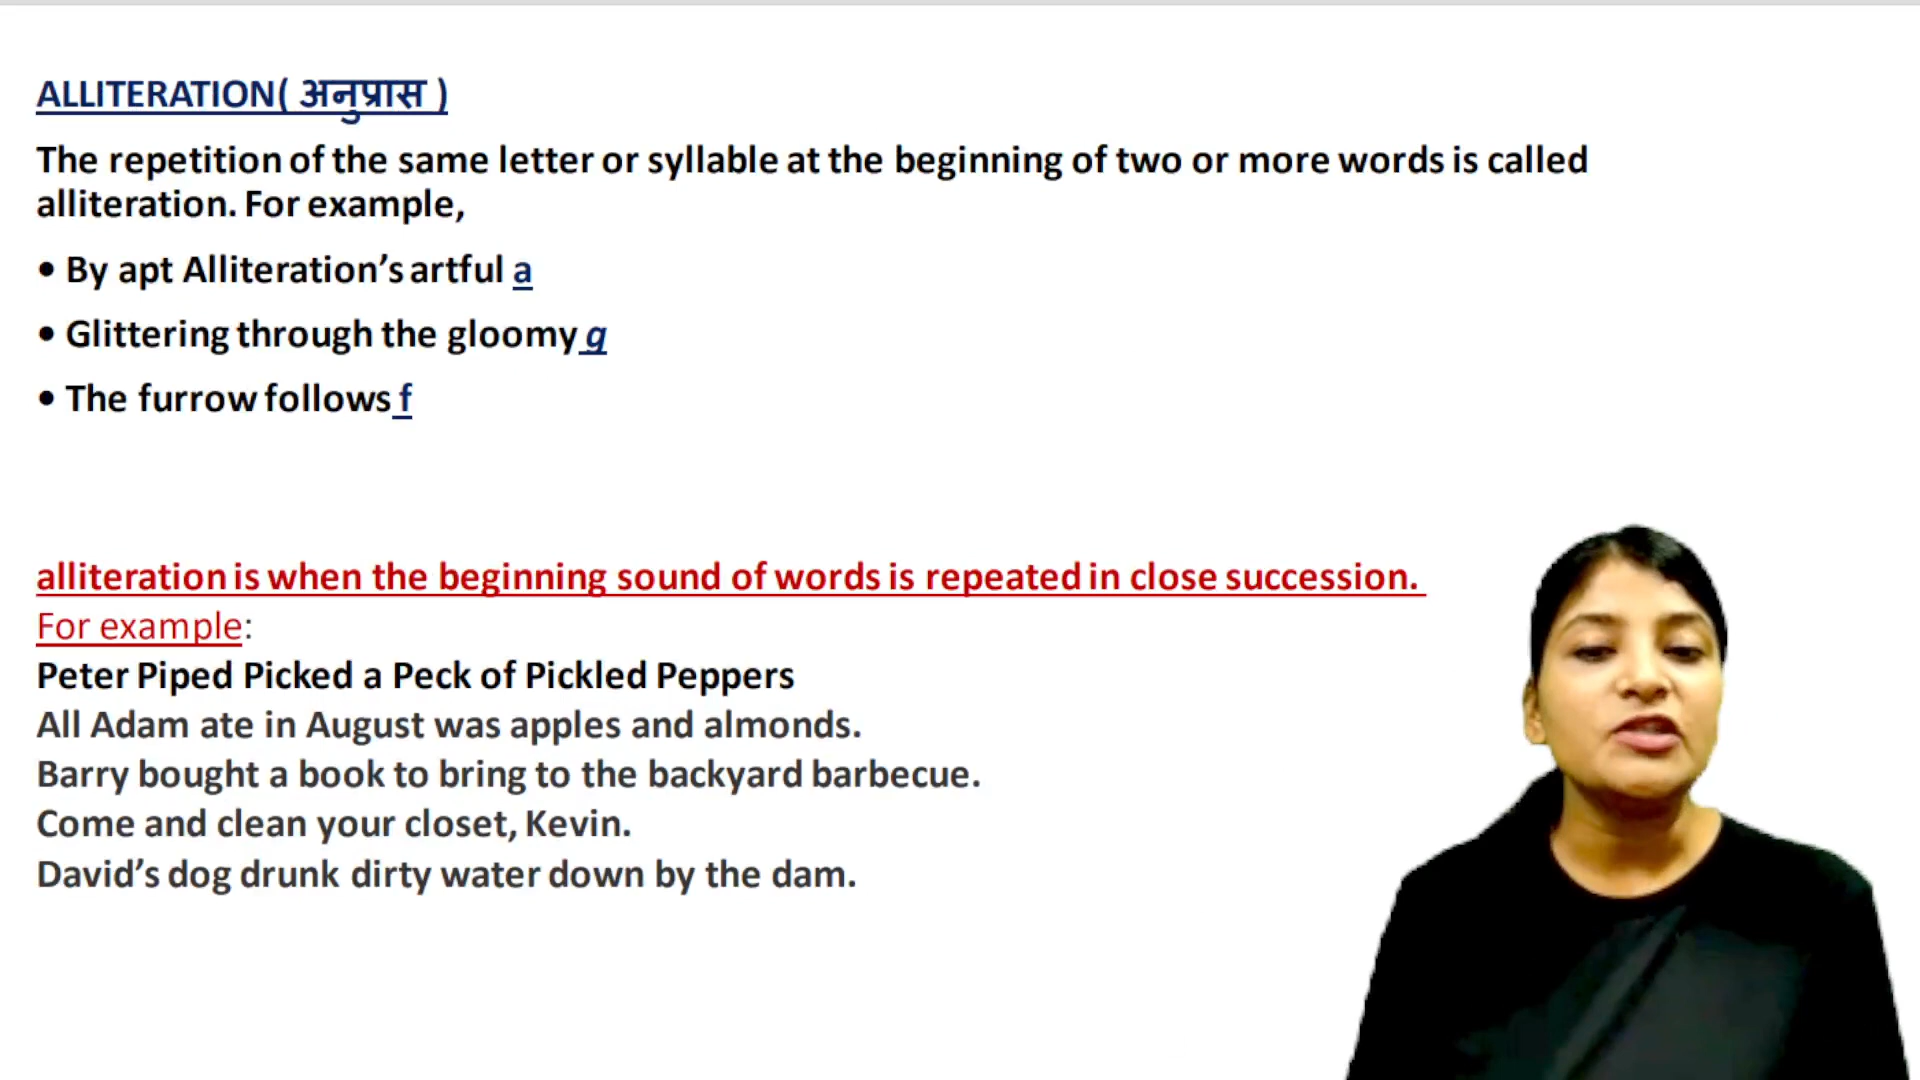 ALLITERATION( अनुप्रास )
The repetition of the same letter or syllable at the beginning of two or more words is called
alliteration. For example,
• By apt Alliteration’s artful a
• Glittering through the gloomy g
• The furrow follows f
alliteration is when the beginning sound of words is repeated in close succession.
For example:
Peter Piped Picked a Peck of Pickled Peppers
All Adam ate in August was apples and almonds.
Barry bought a book to bring to the backyard barbecue.
Come and clean your closet, Kevin.
David’s dog drunk dirty water down by the dam.